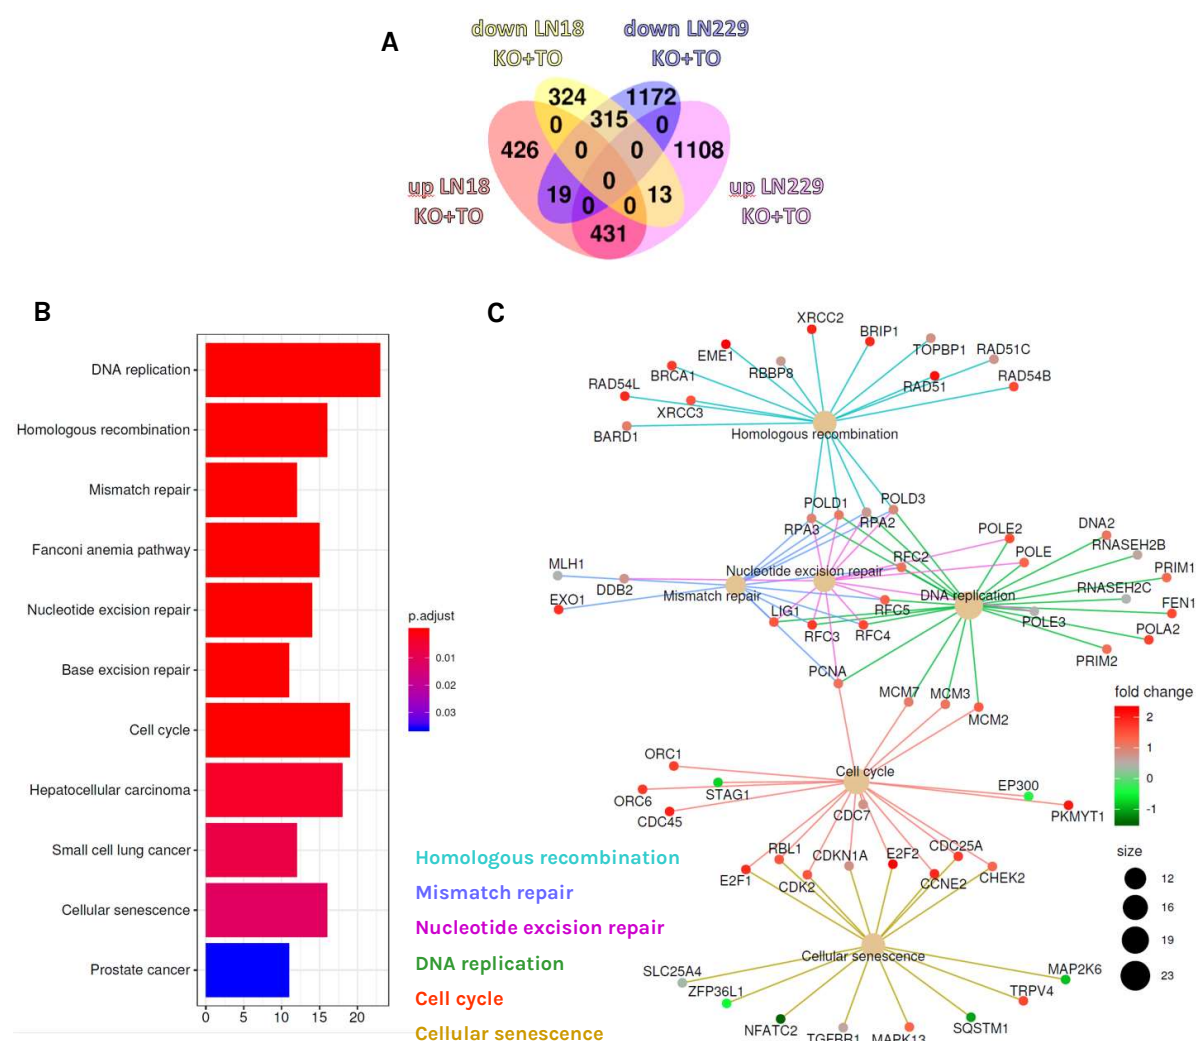 A
down LN18
KO+TO
down LN229
KO+TO
324
1172
0
315
0
426
0
0
1108
0
19
0
0
13
431
up LN18
KO+TO
up LN229
KO+TO
B
DNA replication
Homologous recombination
Mismatch repair
Fanconi anemia pathway
Nucleotide excision repair
Base excision repair
Cell cycle
Hepatocellular carcinoma
Small cell lung cancer
Cellular senescence
Prostate cancer
0 5 10 15 20
p.adjust
0.01
0.02
0.03
Homologous recombination
Mismatch repair
Nucleotide excision repair
DNA replication
Cell cycle
Cellular senescence
C
XRCC2
BRIP1
EME1
TOPBP1
RAD51C
RBBP8
BRCA1
RAD51
RAD54B
RAD54L
XRCC3
BARD1
Homologous recombination
POLD1
POLD3
RPA3
RPA2
POLE2
DNA2
RNASEH2B
RFC2
POLE
MLH1
Nucleotide excision repair
PRIM1
DDB2
Mismatch repair
DNA replication
RNASEH2C
EXO1
LIG1
RFC5
FEN1
POLE3
RFC3
RFC4
POLA2
PRIM2
PCNA
MCM7
MCM3
MCM2
ORC1
Cell cycle
STAG1
EP300
ORC6
CDC45
CDC7
PKMYT1
RBL1
CDKN1A
E2F2
CDC25A
E2F1
CDK2
CCNE2
CHEK2
Cellular senescence
SLC25A4
MAP2K6
ZFP36L1
TRPV4
NFATC2
TGFBR1
MAPK13
SQSTM1
fold change
2
1
0
-1
size
12
16
19
23